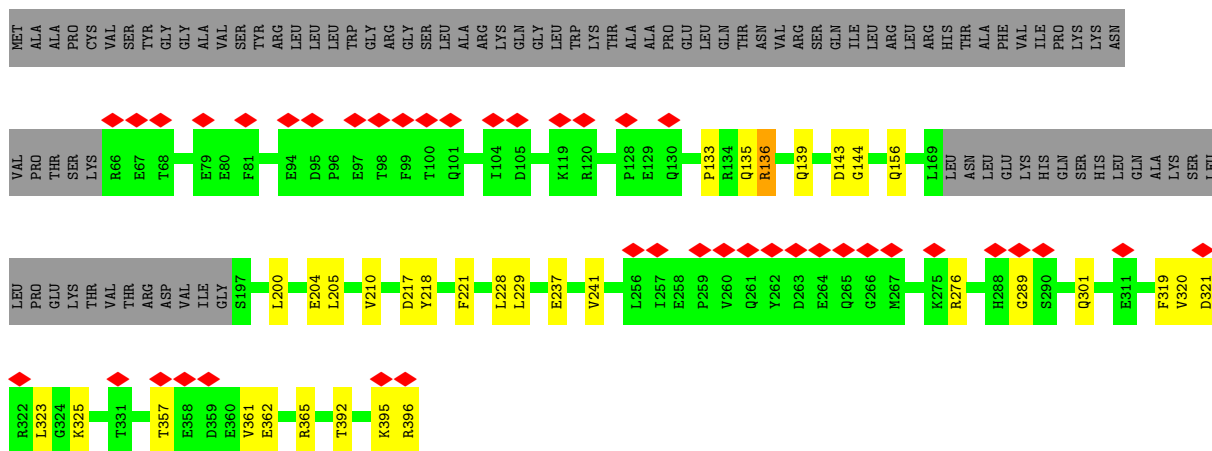 MET ALA ALA PRO CYS VAL SER TYR GLY GLY ALA VAL SER TYR ARG LEU LEU LEU TRP GLY ARG GLY SER LEU ALA ARG LYS GLN GLY LEU TRP LYS THR ALA ALA PRO GLU LEU GLN THR ASN VAL ARG SER GLN ILE LEU ARG LEU ARG HIS THR ALA PHE VAL ILE PRO LYS LYS ASN
VAL PRO THR SER LYS R66 E67 T68 E79 E80 F81 E94 D95 P96 E97 T98 F99 T100 Q101 I104 D105 K119 R120 P128 E129 Q130 P133 R134 Q135 R136 Q139 D143 G144 Q156 L169 LEU ASN LEU GLU LYS HIS GLN SER HIS LEU GLN ALA LYS SER LEU
LEU PRO GLU LYS THR VAL THR ARG ASP VAL ILE GLY S197 L200 E204 L205 V210 D217 Y218 F221 L228 L229 E237 V241 L256 I257 E258 P259 V260 Q261 Y262 D263 E264 Q265 G266 M267 K275 R276 H288 G289 S290 Q301 E311 F319 V320 D321
R322 L323 G324 K325 T331 T357 E358 D359 E360 V361 E362 R365 T392 K395 R396